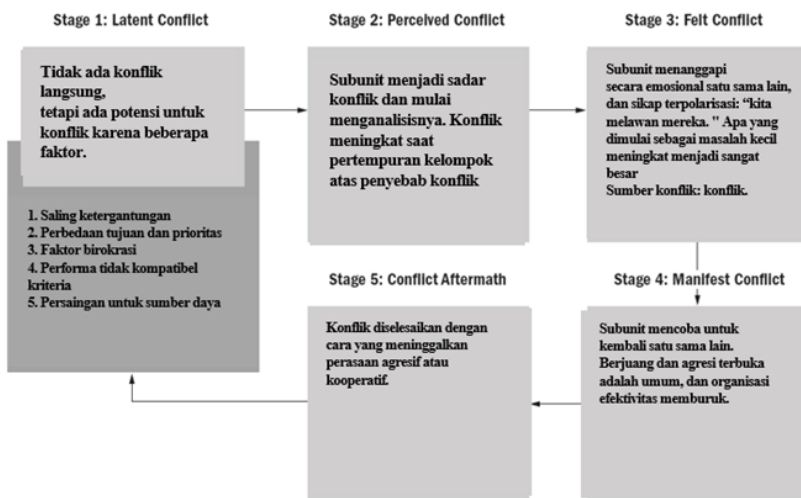 Stage 1: Latent Conflict
Tidak ada konflik
langsung,
tetapi ada potensi untuk
konflik karena beberapa
faktor.
1. Saling ketergantungan
2. Perbedaan tujuan dan prioritas
3. Faktor birokrasi
4. Performa tidak kompatibel
kriteria
5. Persaingan untuk sumber daya
Stage 2: Perceived Conflict
Subunit menjadi sadar
konflik dan mulai
menganalisisnya. Konflik
meningkat saat
pertempuran kelompok
atas penyebab konflik
Stage 3: Felt Conflict
Subunit menanggapi
secara emosional satu sama lain,
dan sikap terpolarisasi: “kita
melawan mereka. " Apa yang
dimulai sebagai masalah kecil
meningkat menjadi sangat
besar
Sumber konflik: konflik.
Stage 4: Manifest Conflict
Subunit mencoba untuk
kembali satu sama lain.
Berjuang dan agresi terbuka
adalah umum, dan organisasi
efektivitas memburuk.
Stage 5: Conflict Aftermath
Konflik diselesaikan dengan
cara yang meninggalkan
perasaan agresif atau
kooperatif.